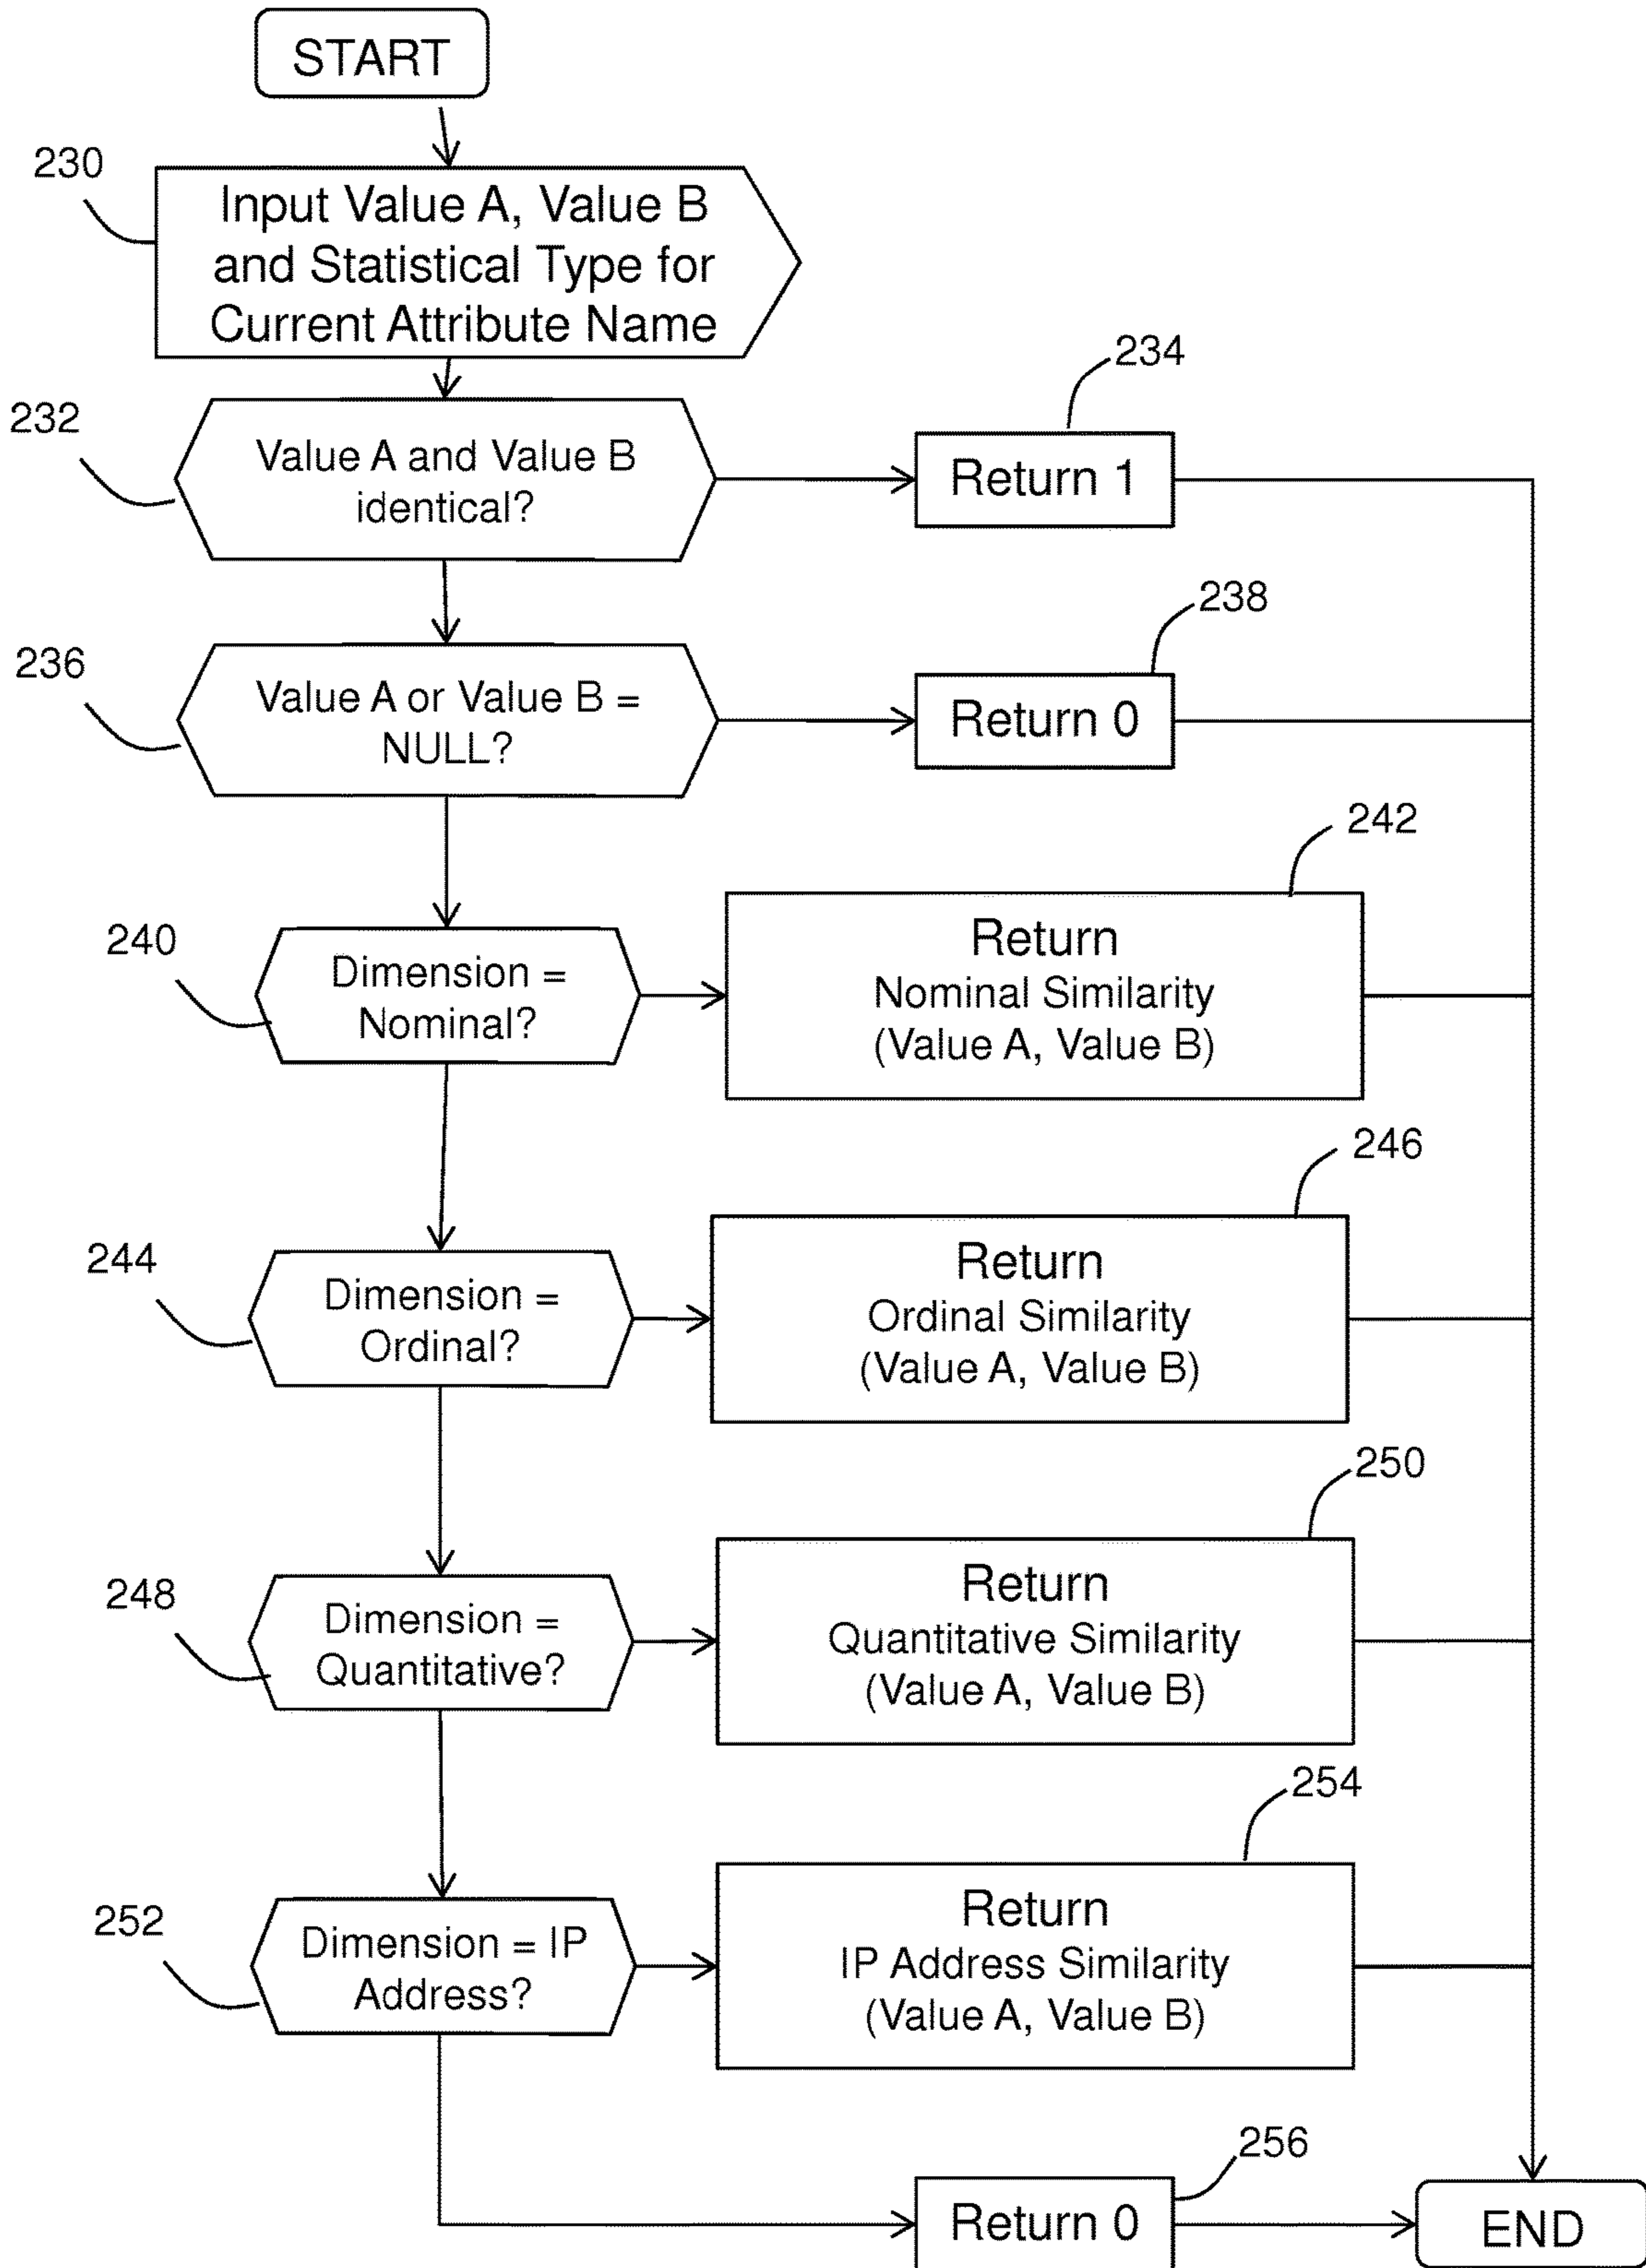 START
230
Input Value A, Value B
and Statistical Type for
Current Attribute Name
232
Value A and Value B
identical?
234
Return 1
236
Value A or Value B =
NULL?
238
Return 0
240
Dimension =
Nominal?
242
Return
Nominal Similarity
(Value A, Value B)
244
Dimension =
Ordinal?
246
Return
Ordinal Similarity
(Value A, Value B)
248
Dimension =
Quantitative?
250
Return
Quantitative Similarity
(Value A, Value B)
252
Dimension = IP
Address?
254
Return
IP Address Similarity
(Value A, Value B)
256
Return 0
END